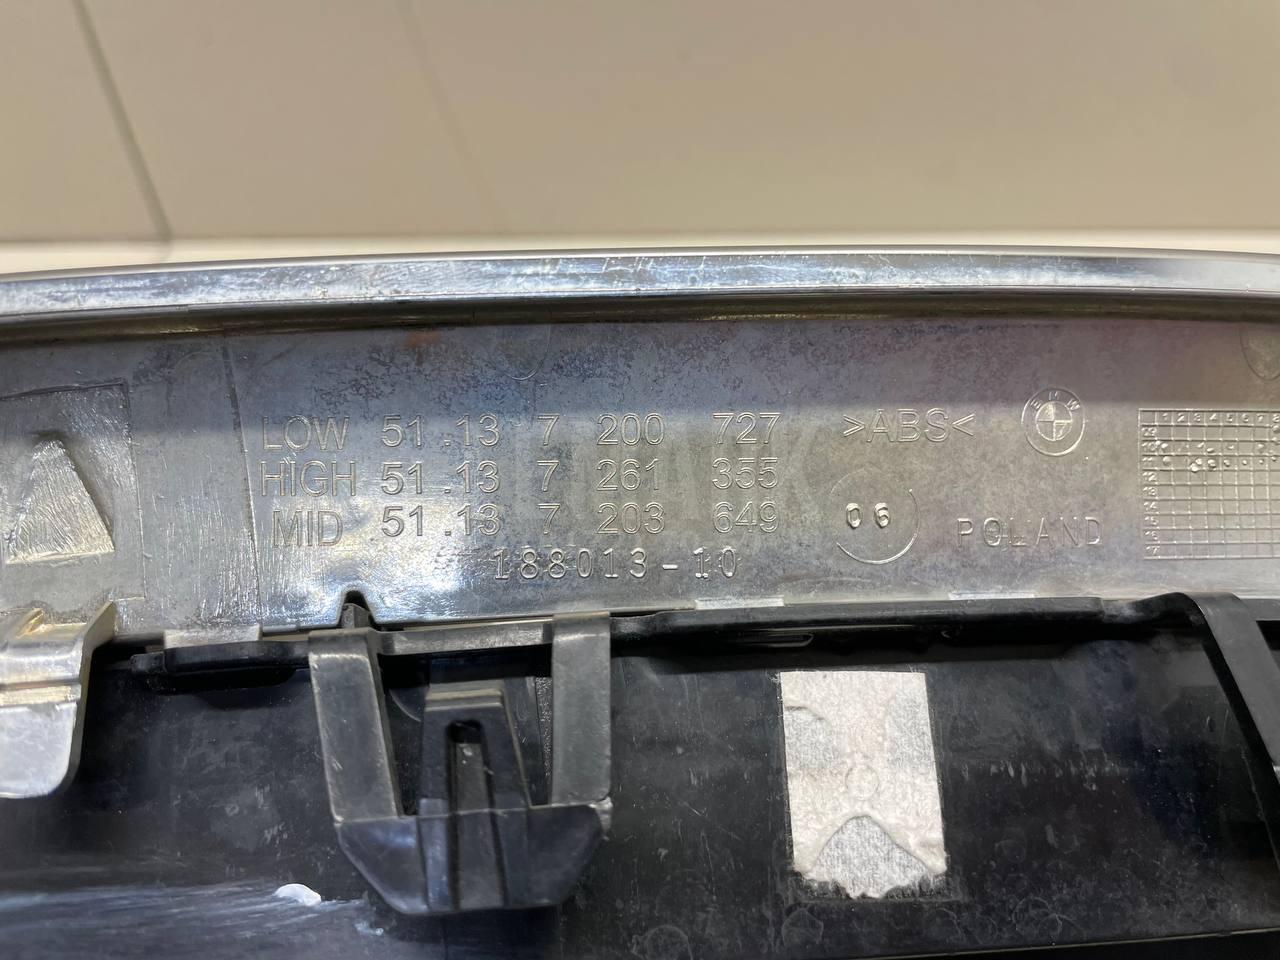 LOW 51.13 7 200 727 >ABS< BMW
HIGH 51.13 7 261 355
MID 51.13 7 203 649 06 POLAND
188013-10